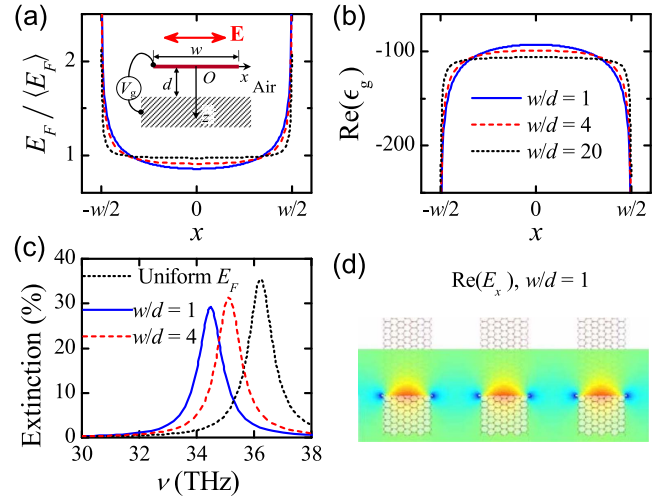 (a)
E_F / ⟨E_F⟩
2
1
E
w
x
O
d
V_g
Air
z
-w/2
0
w/2
x
(b)
Re(ϵ_g)
-100
-200
w/d = 1
w/d = 4
w/d = 20
-w/2
0
w/2
x
(c)
Extinction (%)
40
30
20
10
0
Uniform E_F
w/d = 1
w/d = 4
30
32
34
36
38
ν (THz)
(d)
Re(E_x), w/d = 1